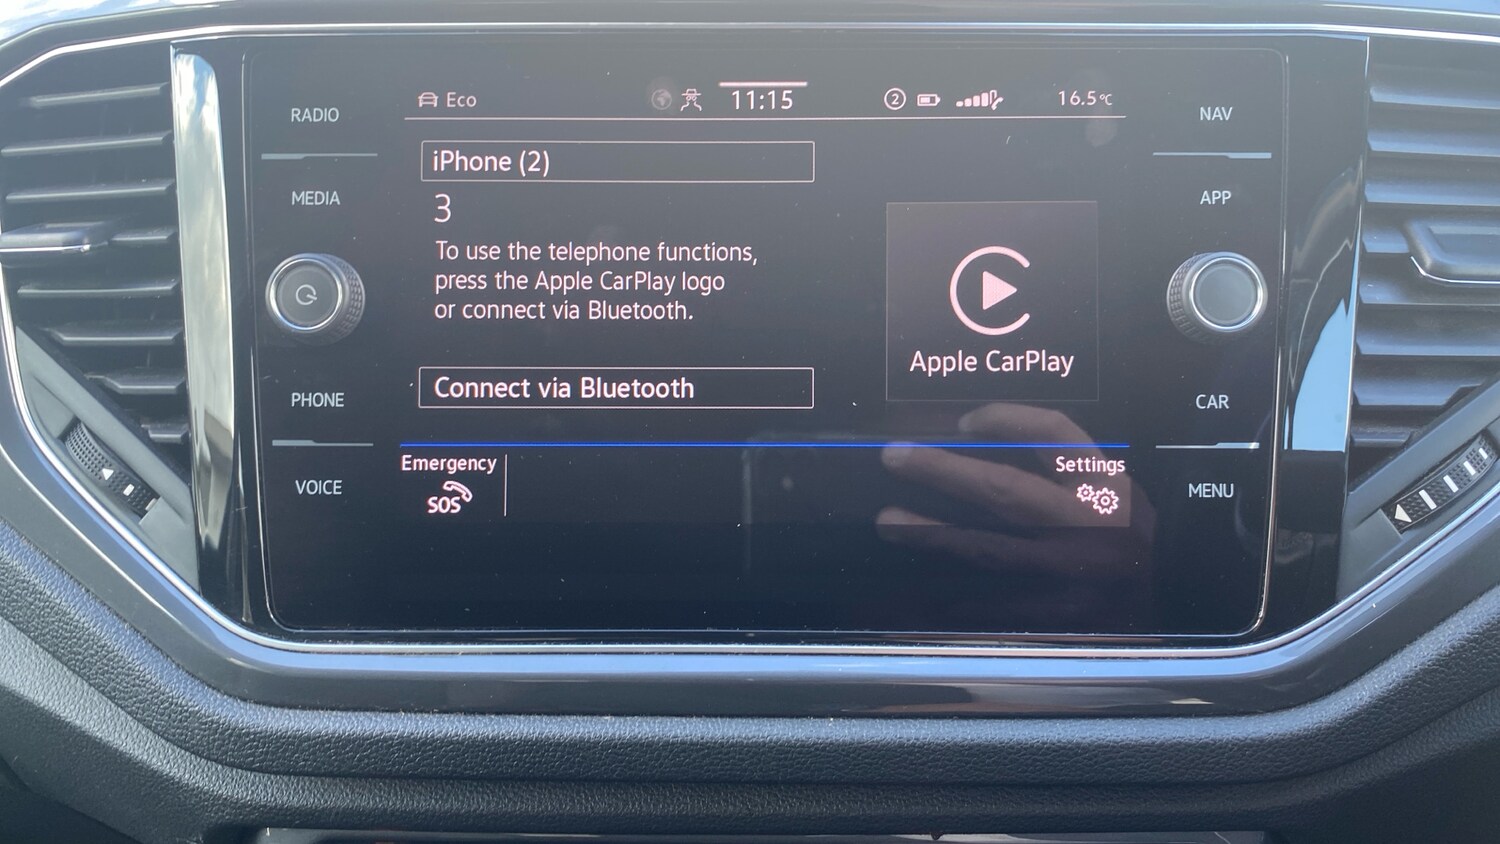 RADIO
MEDIA
PHONE
VOICE
Eco
11:15
2
16.5°C
iPhone (2)
3
To use the telephone functions,
press the Apple CarPlay logo
or connect via Bluetooth.
Connect via Bluetooth
Apple CarPlay
Emergency
SOS
Settings
NAV
APP
CAR
MENU